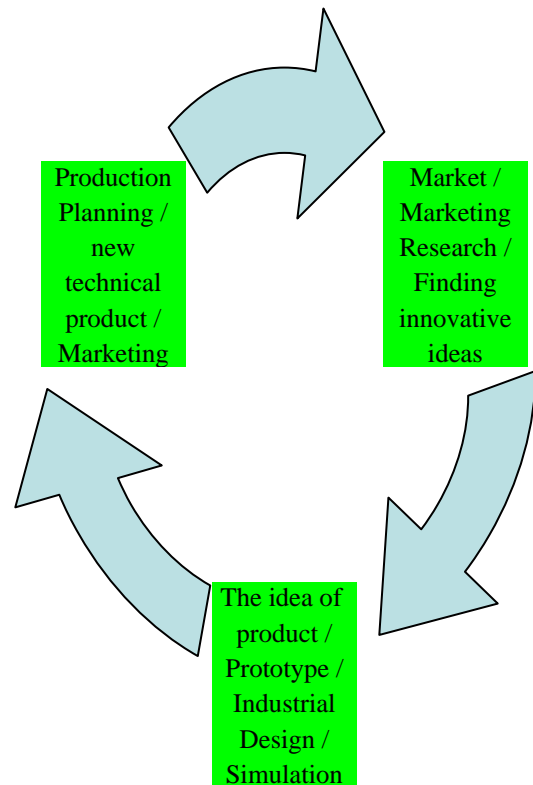 Production
Planning /
new
technical
product /
Marketing
Market /
Marketing
Research /
Finding
innovative
ideas
The idea of
product /
Prototype /
Industrial
Design /
Simulation